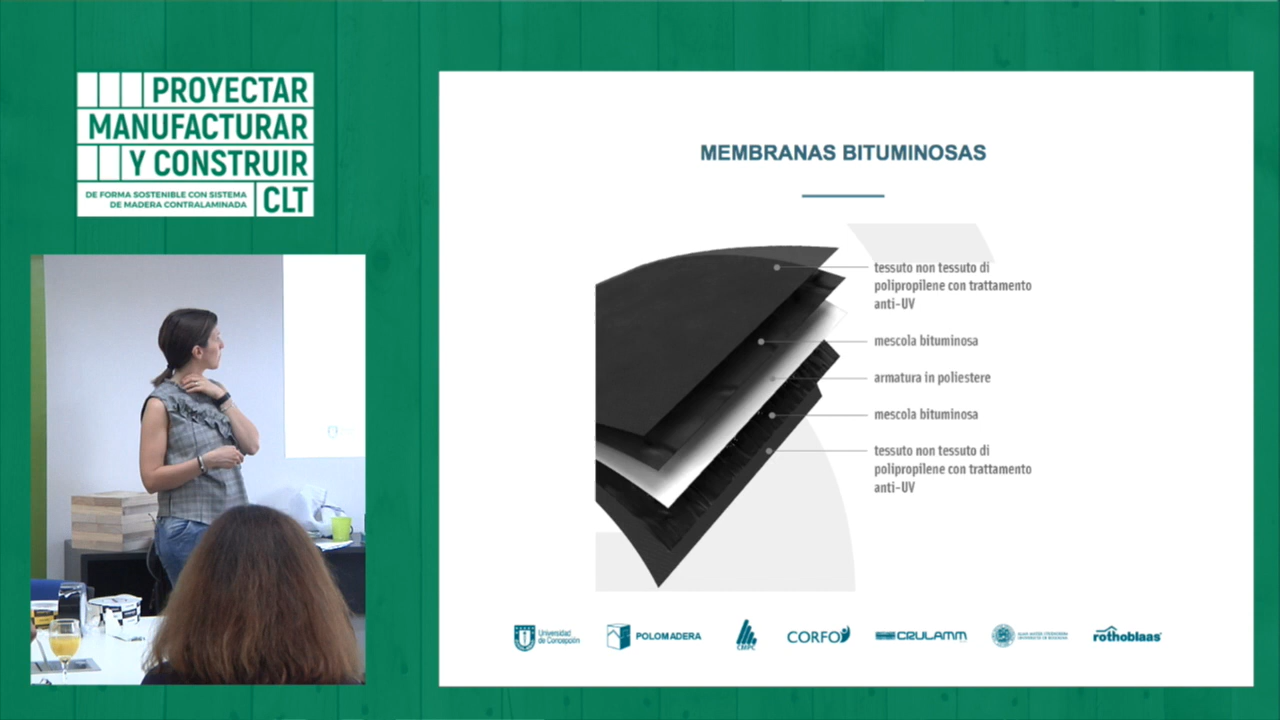 PROYECTAR
MANUFACTURAR
Y CONSTRUIR
DE FORMA SOSTENIBLE CON SISTEMA
DE MADERA CONTRALAMINADA
CLT
MEMBRANAS BITUMINOSAS
tessuto non tessuto di
polipropilene con trattamento
anti-UV
mescola bituminosa
armatura in poliestere
mescola bituminosa
tessuto non tessuto di
polipropilene con trattamento
anti-UV
Universidad
de Concepción
POLOMADERA
CMPC
CORFO
CRULAMM
rothoblaas